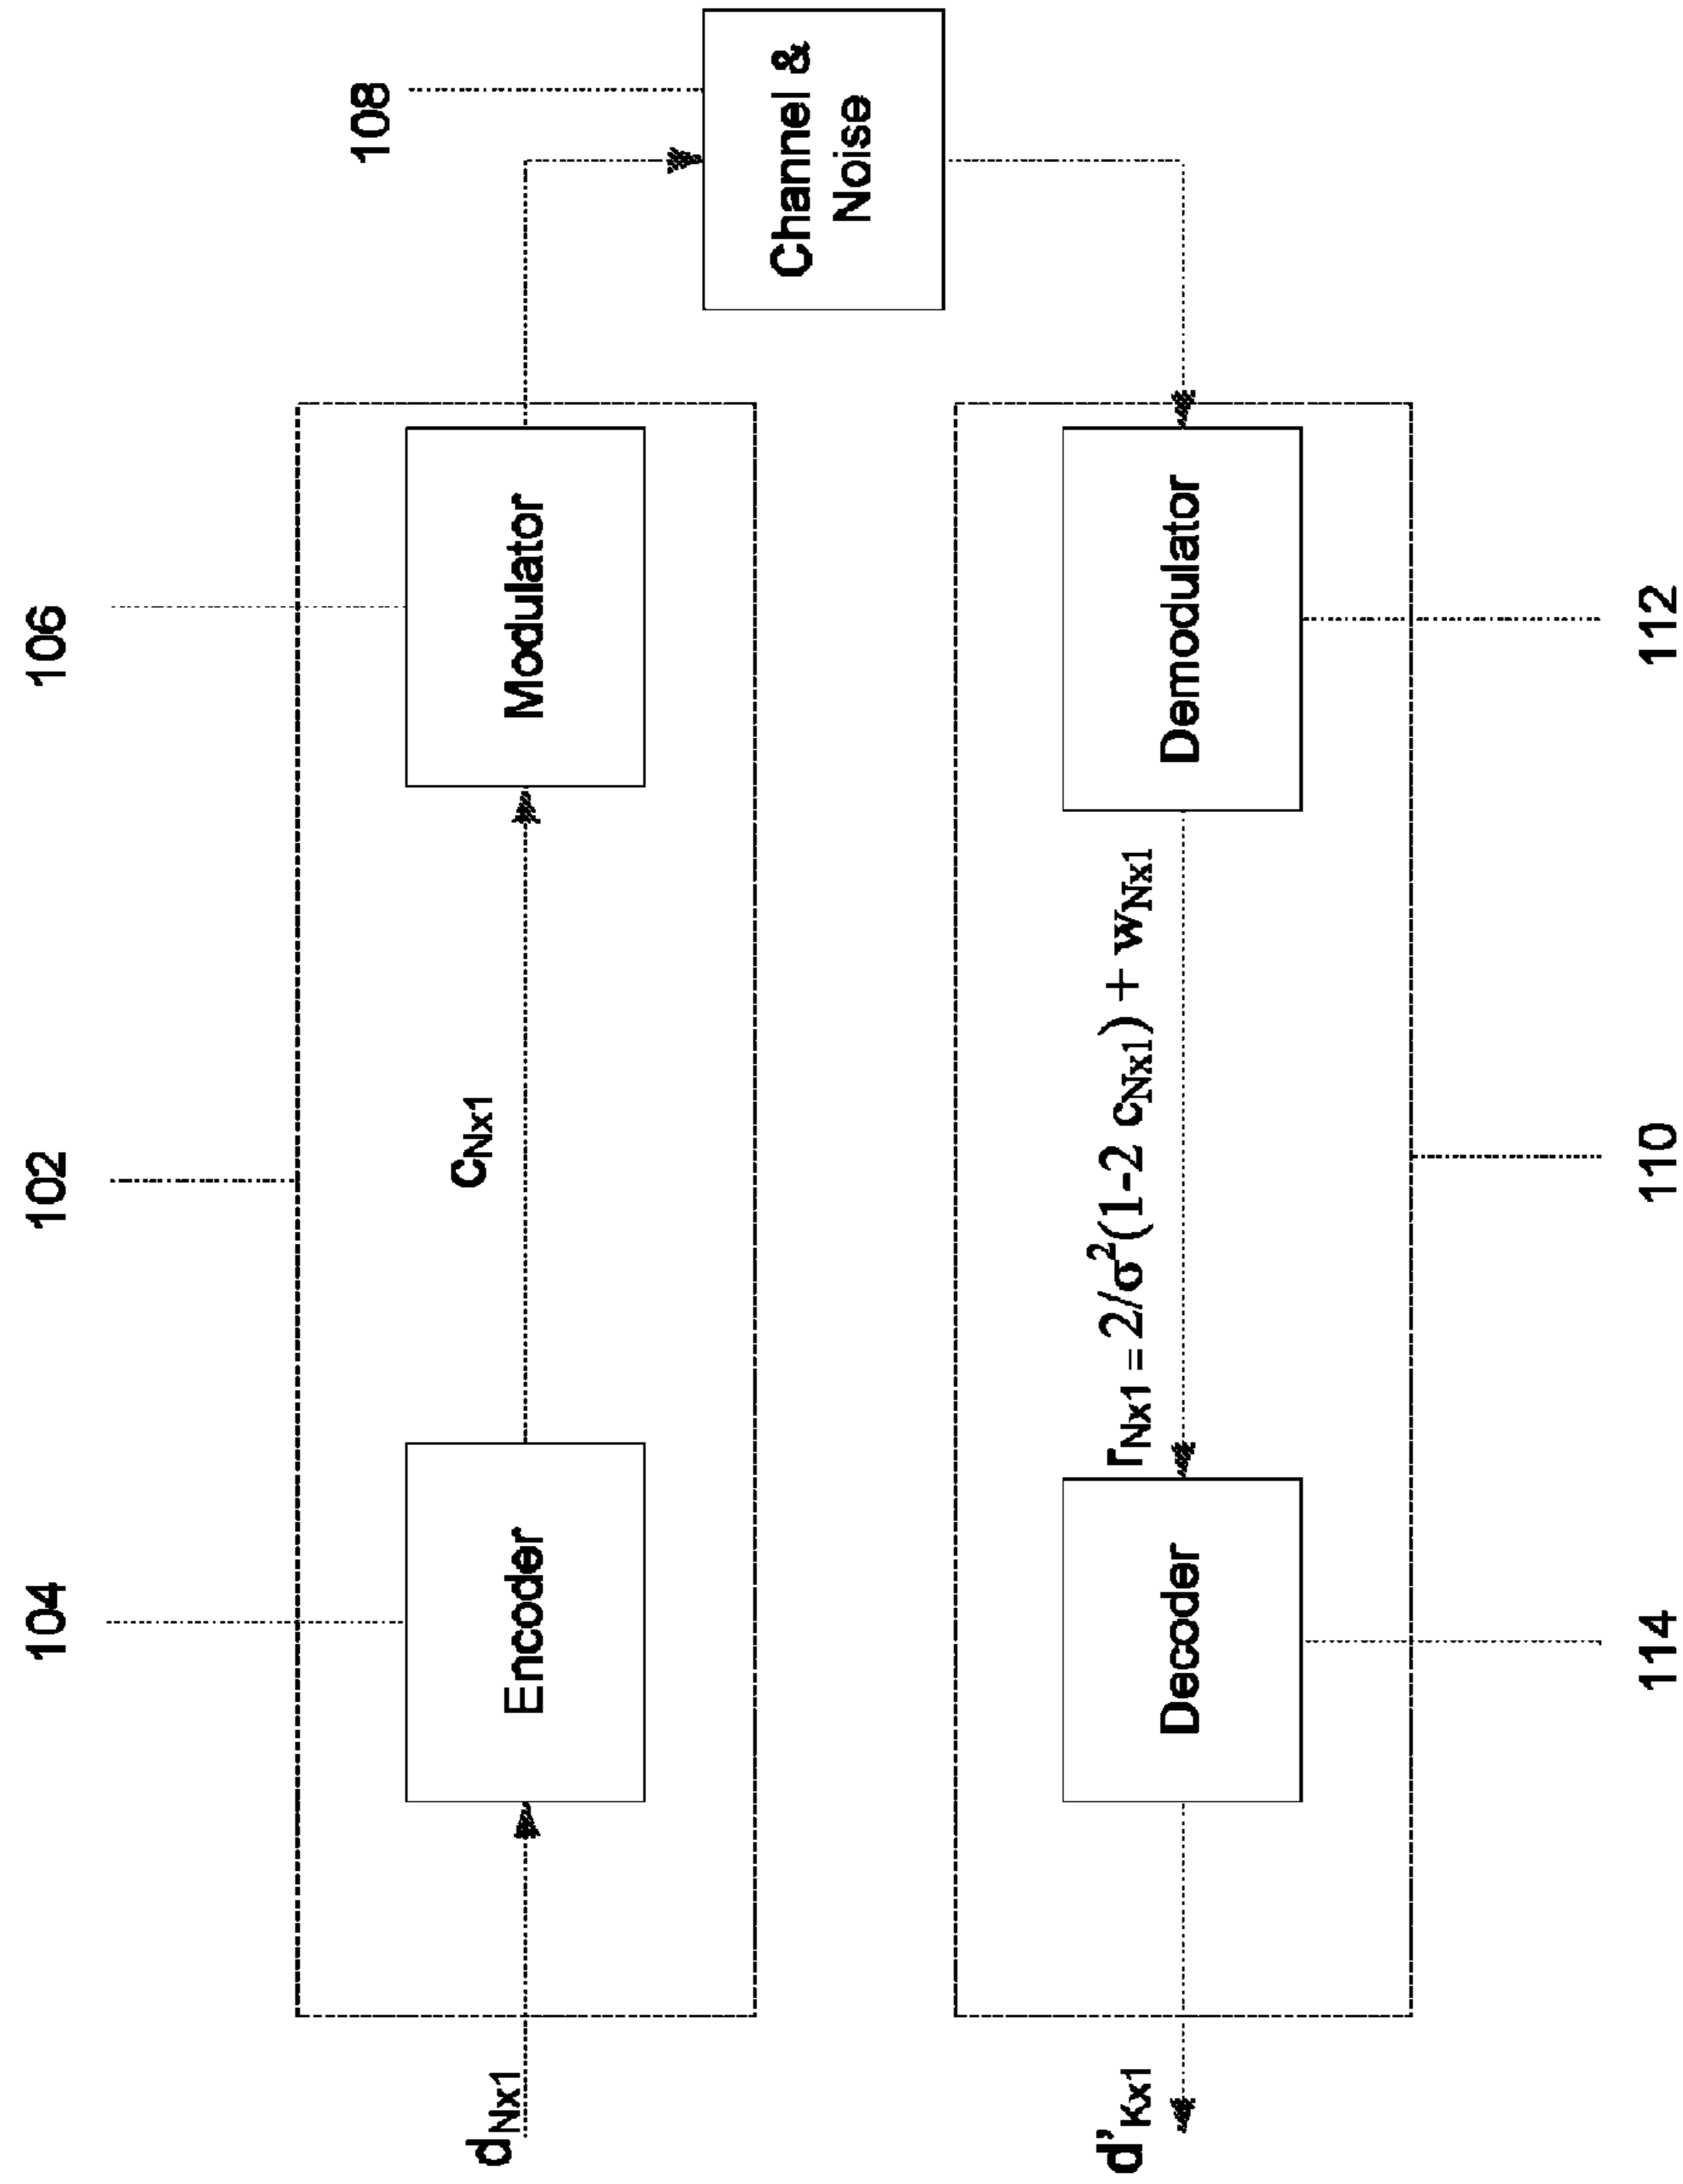 104
102
106
108
d_Nx1
Encoder
c_Nx1
Modulator
Channel &
Noise
d'_Kx1
Decoder
r_Nx1 = 2/σ²(1-2 c_Nx1) + w_Nx1
Demodulator
114
110
112